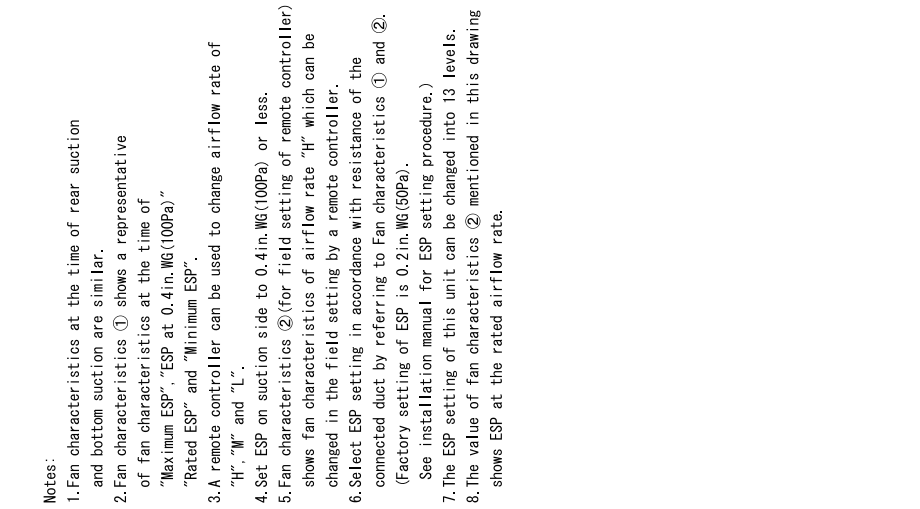 Notes:
1.Fan characteristics at the time of rear suction
and bottom suction are similar.
2.Fan characteristics ① shows a representative
of fan characteristics at the time of
"Maximum ESP","ESP at 0.4in.WG(100Pa)"
"Rated ESP" and "Minimum ESP".
3.A remote controller can be used to change airflow rate of
"H","M" and "L".
4.Set ESP on suction side to 0.4in.WG(100Pa) or less.
5.Fan characteristics ②(for field setting of remote controller)
shows fan characteristics of airflow rate "H" which can be
changed in the field setting by a remote controller.
6.Select ESP setting in accordance with resistance of the
connected duct by referring to Fan characteristics ① and ②.
(Factory setting of ESP is 0.2in.WG(50Pa).
See installation manual for ESP setting procedure.)
7.The ESP setting of this unit can be changed into 13 levels.
8.The value of fan characteristics ② mentioned in this drawing
shows ESP at the rated airflow rate.